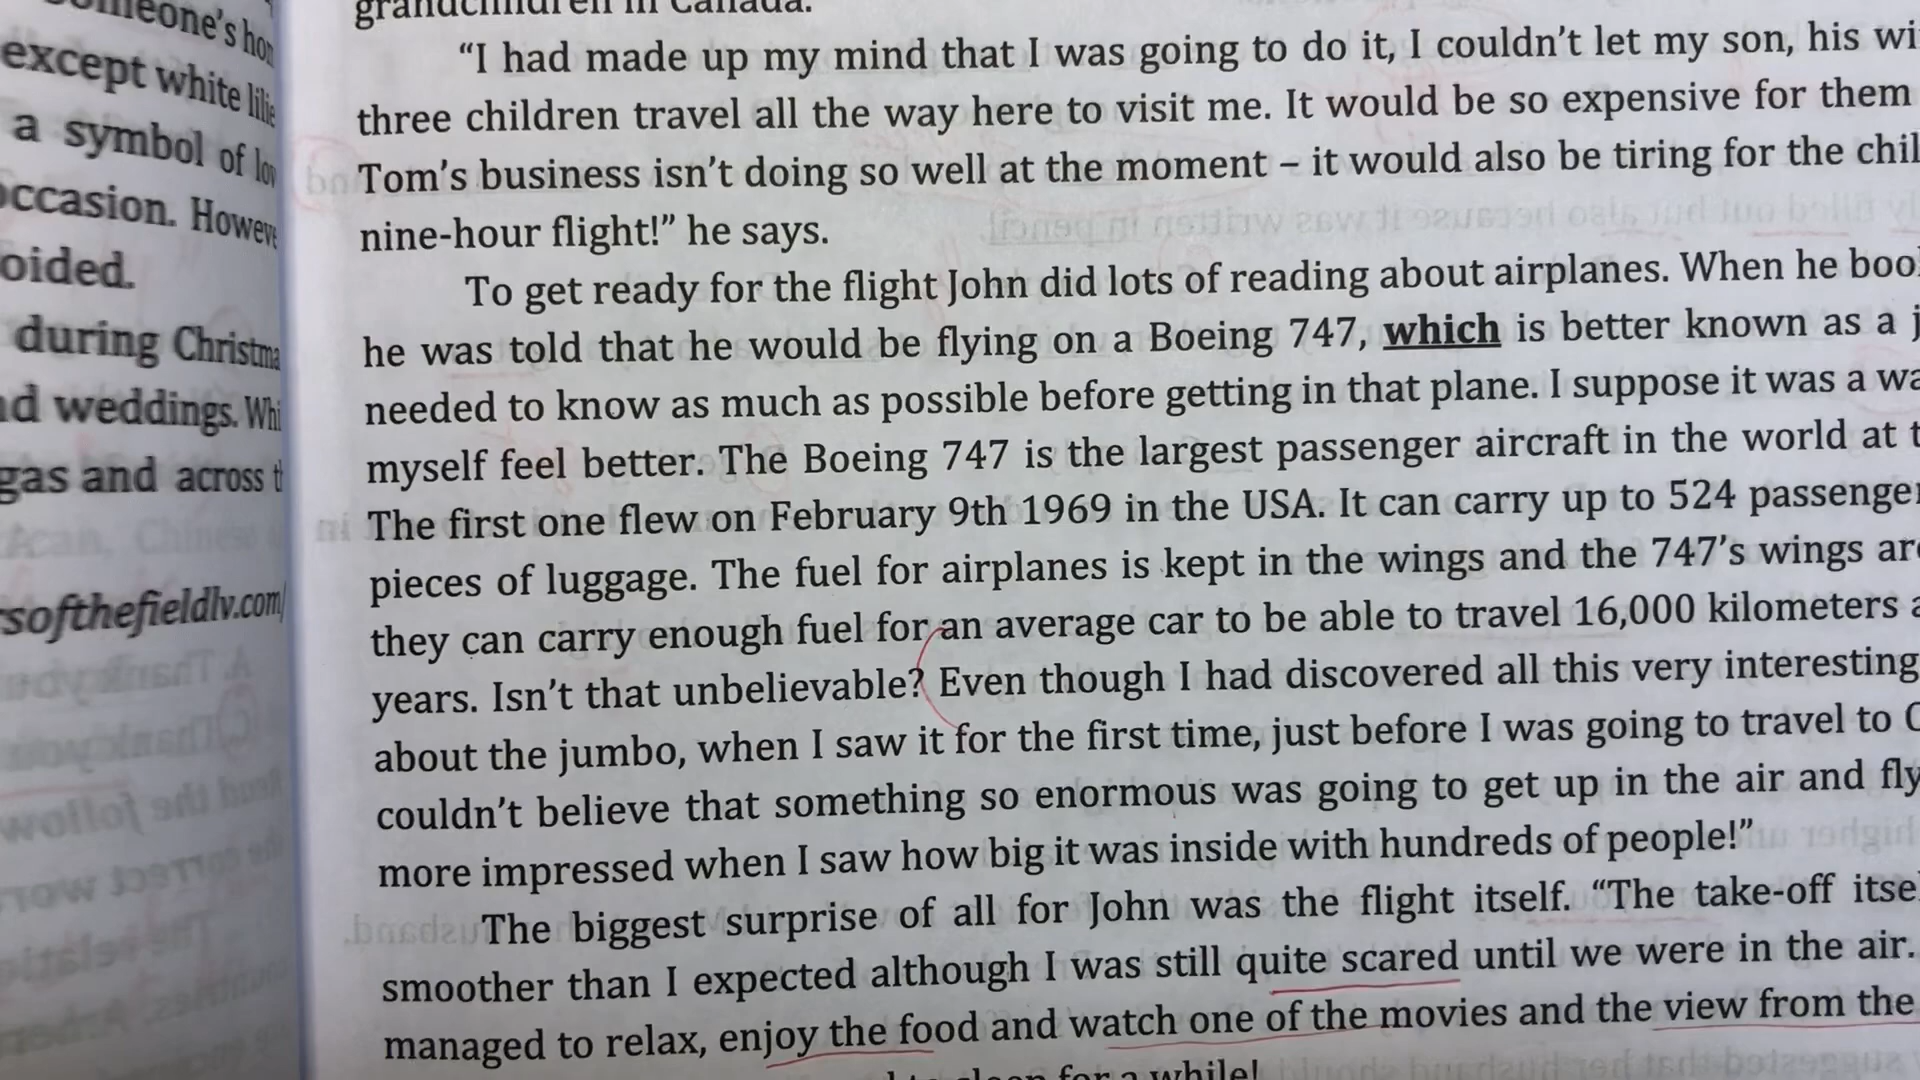 someone's
except white
a symbol of
occasion.
oided.
during
nd weddings.
gas and across
softhefieldlv.com/
grandchildren in Canada.
“I had made up my mind that I was going to do it, I couldn’t let my son, his
three children travel all the way here to visit me. It would be so expensive for them
Tom’s business isn’t doing so well at the moment – it would also be tiring for the
nine-hour flight!” he says.
To get ready for the flight John did lots of reading about airplanes. When he
he was told that he would be flying on a Boeing 747, which is better known as a
needed to know as much as possible before getting in that plane. I suppose it was a
myself feel better. The Boeing 747 is the largest passenger aircraft in the world at
The first one flew on February 9th 1969 in the USA. It can carry up to 524
pieces of luggage. The fuel for airplanes is kept in the wings and the 747’s wings
they can carry enough fuel for an average car to be able to travel 16,000 kilometers
years. Isn’t that unbelievable? Even though I had discovered all this very interesting
about the jumbo, when I saw it for the first time, just before I was going to travel to
couldn’t believe that something so enormous was going to get up in the air and fly
more impressed when I saw how big it was inside with hundreds of people!”
The biggest surprise of all for John was the flight itself. “The take-off
smoother than I expected although I was still quite scared until we were in the air.
managed to relax, enjoy the food and watch one of the movies and the view from the
for a while!